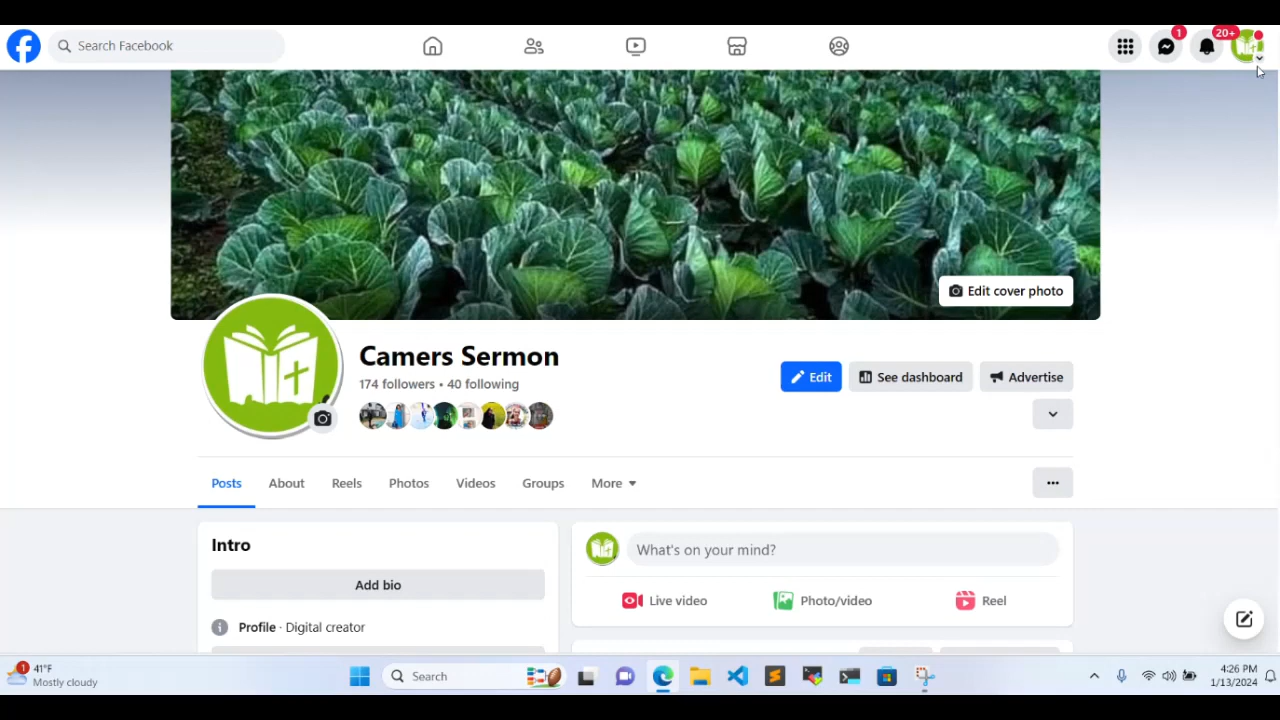 Search Facebook
1
20+
Edit cover photo
Camers Sermon
174 followers • 40 following
Edit
See dashboard
Advertise
Posts About Reels Photos Videos Groups More
Intro
Add bio
Profile · Digital creator
What's on your mind?
Live video Photo/video Reel
1
41°F
Mostly cloudy
Search
4:26 PM
1/13/2024